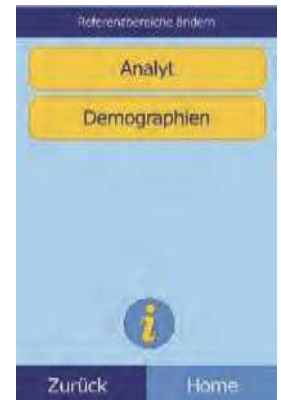 Referenzbereiche ändern
Analyt
Demographien
i
Zurück
Home